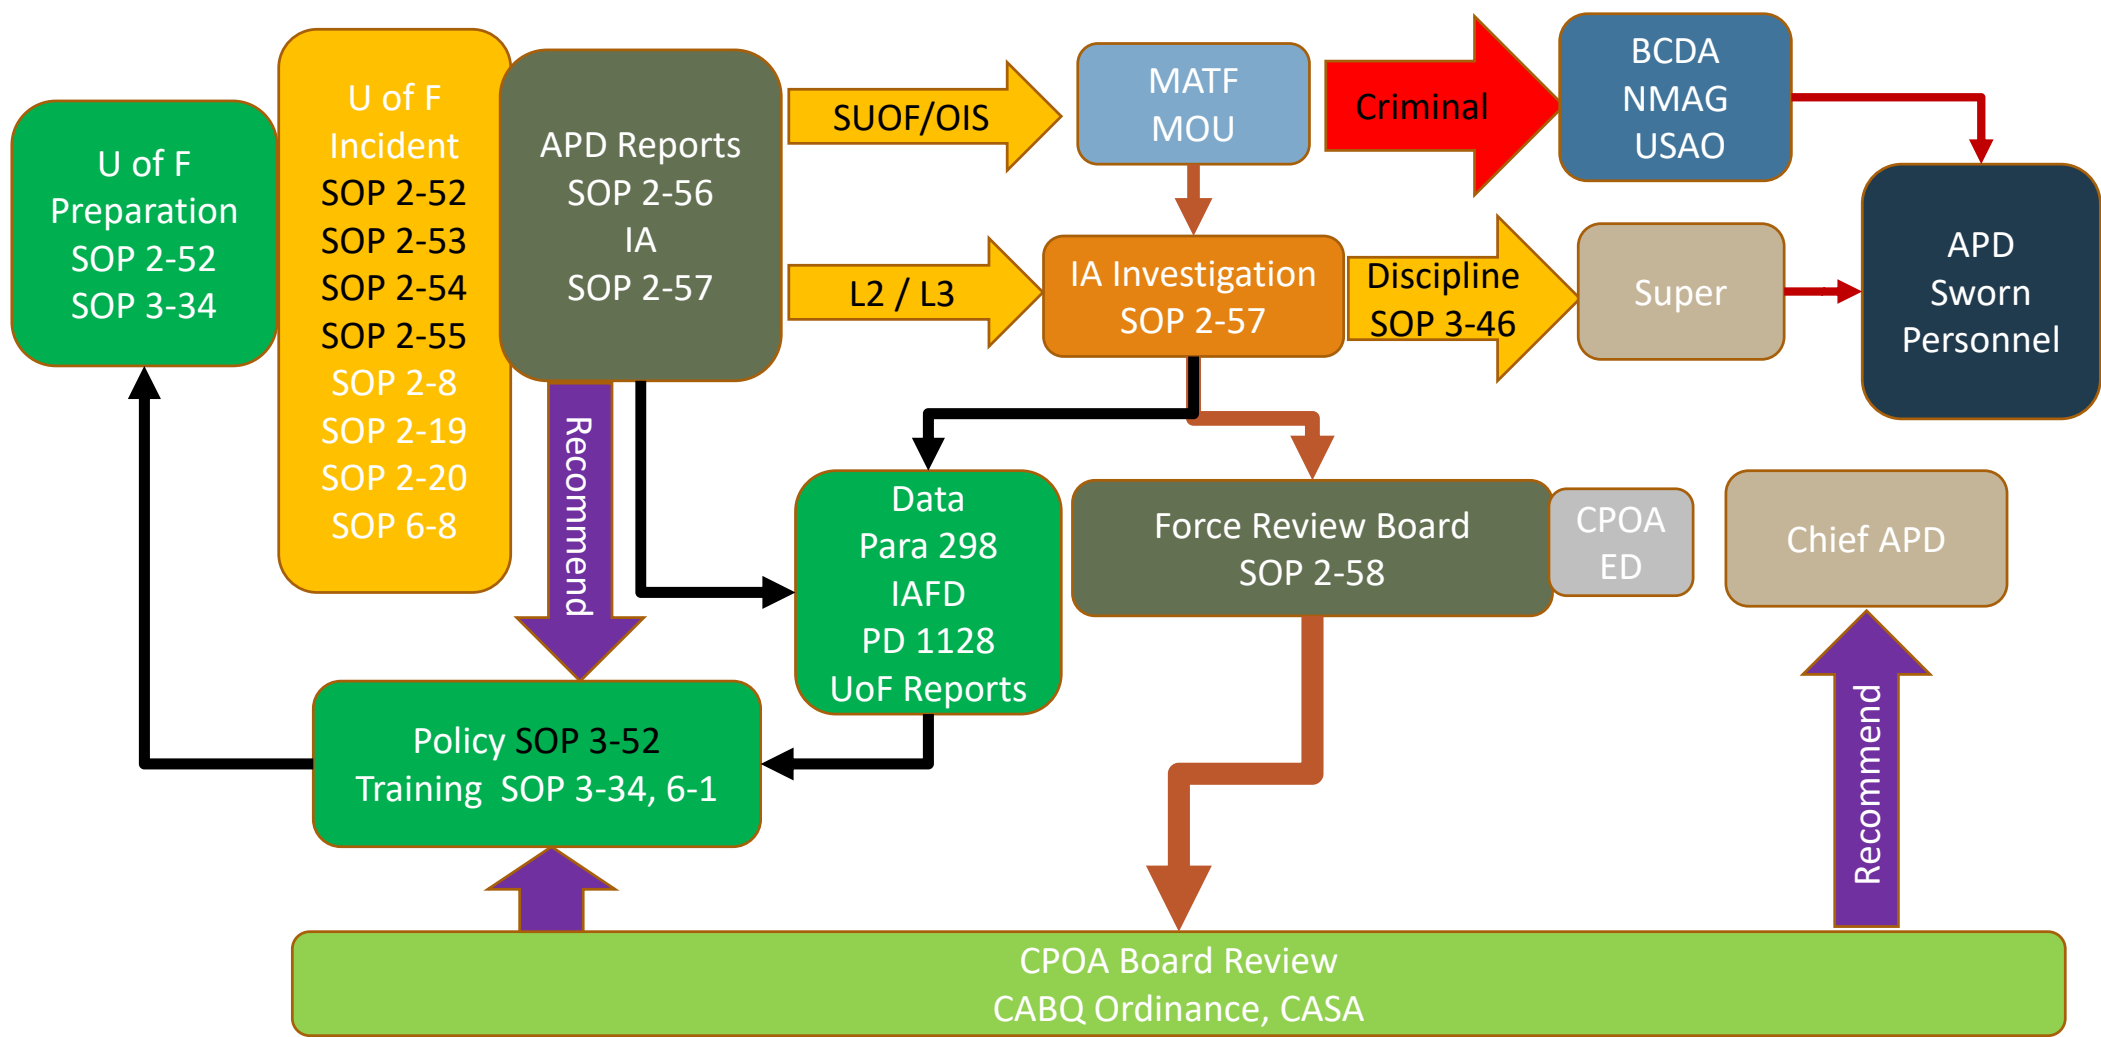 U of F
Preparation
SOP 2-52
SOP 3-34
U of F
Incident
SOP 2-52
SOP 2-53
SOP 2-54
SOP 2-55
SOP 2-8
SOP 2-19
SOP 2-20
SOP 6-8
APD Reports
SOP 2-56
IA
SOP 2-57
SUOF/OIS
L2 / L3
MATF
MOU
Criminal
BCDA
NMAG
USAO
IA Investigation
SOP 2-57
Discipline
SOP 3-46
Super
APD
Sworn
Personnel
Recommend
Data
Para 298
IAFD
PD 1128
UoF Reports
Force Review Board
SOP 2-58
CPOA
ED
Chief APD
Policy SOP 3-52
Training  SOP 3-34, 6-1
Recommend
CPOA Board Review
CABQ Ordinance, CASA